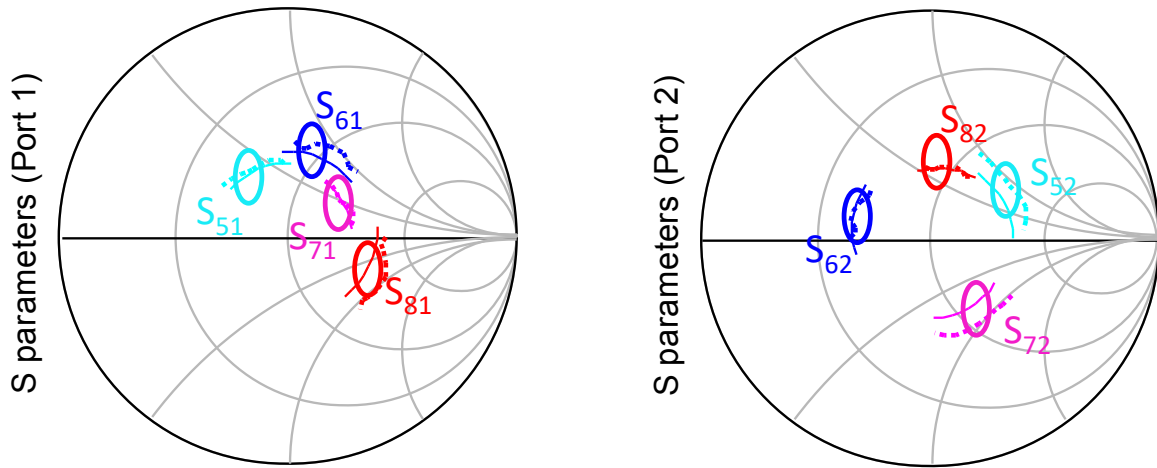 S parameters (Port 1)
S61
S51
S71
S81
S parameters (Port 2)
S82
S52
S62
S72